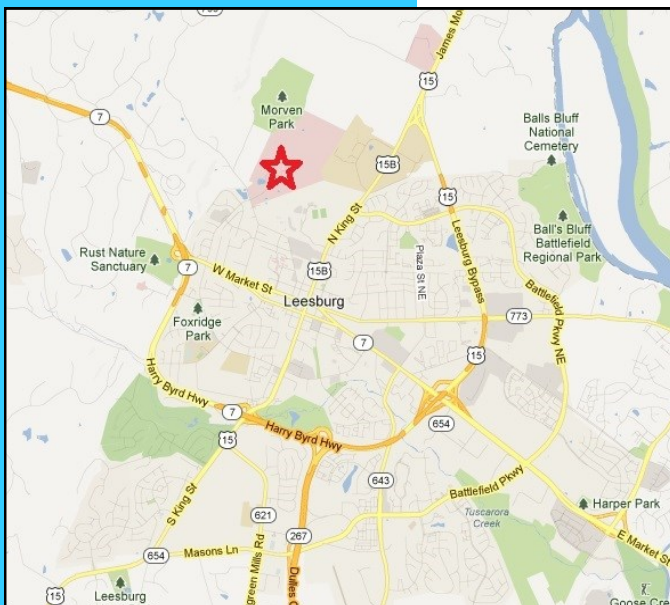 James Mo
15
7
Morven
Park
Balls Bluff
National
Cemetery
15B
N King St
15
Ball's Bluff
Battlefield
Regional Park
Rust Nature
Sanctuary
7
W Market St
15B
Plaza St NE
Leesburg Bypass
Battlefield Pkwy NE
Leesburg
Foxridge
Park
7
773
15
Harry Byrd Hwy
7
15
Harry Byrd Hwy
654
S King St
643
Battlefield Pkwy
Tuscarora
Creek
Harper Park
621
267
654
Masons Ln
green Mills Rd
Dulles G
E Market St
15
Leesburg
Goose Cre